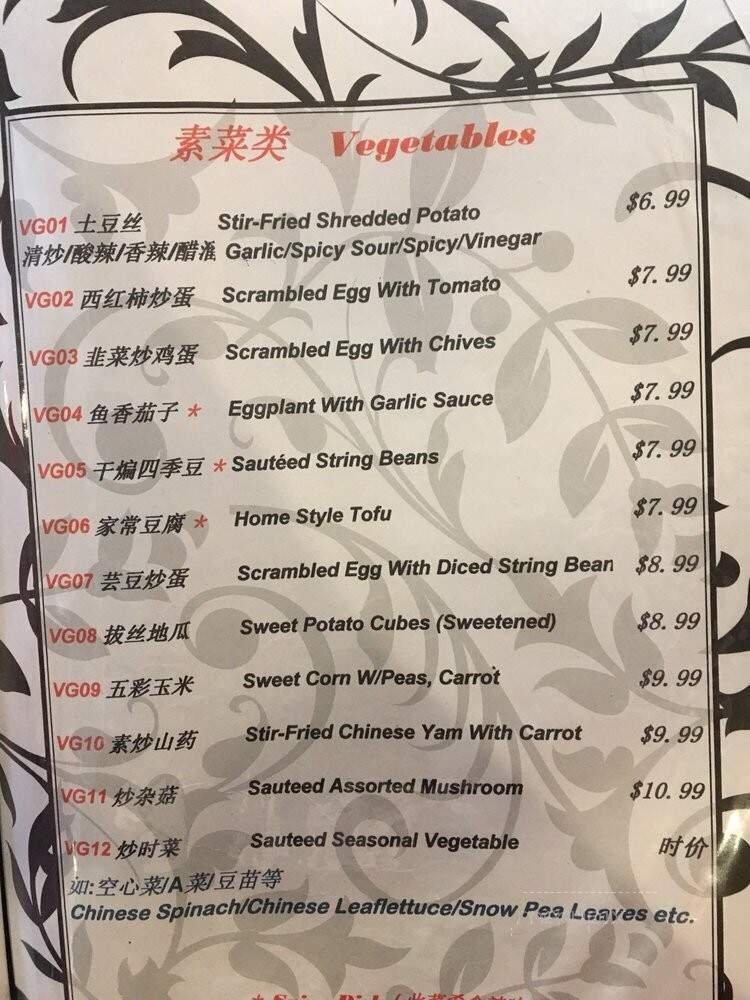 素菜类 Vegetables
VG01 土豆丝 Stir-Fried Shredded Potato $6.99
清炒/酸辣/香辣/醋溜 Garlic/Spicy Sour/Spicy/Vinegar
VG02 西红柿炒蛋 Scrambled Egg With Tomato $7.99
VG03 韭菜炒鸡蛋 Scrambled Egg With Chives $7.99
VG04 鱼香茄子 * Eggplant With Garlic Sauce $7.99
VG05 干煸四季豆 * Sautéed String Beans $7.99
VG06 家常豆腐 * Home Style Tofu $7.99
VG07 芸豆炒蛋 Scrambled Egg With Diced String Bean $8.99
VG08 拔丝地瓜 Sweet Potato Cubes (Sweetened) $8.99
VG09 五彩玉米 Sweet Corn W/Peas, Carrot $9.99
VG10 素炒山药 Stir-Fried Chinese Yam With Carrot $9.99
VG11 炒杂菇 Sauteed Assorted Mushroom $10.99
VG12 炒时菜 Sauteed Seasonal Vegetable 时价
如:空心菜/A菜/豆苗等
Chinese Spinach/Chinese Leaflettuce/Snow Pea Leaves etc.